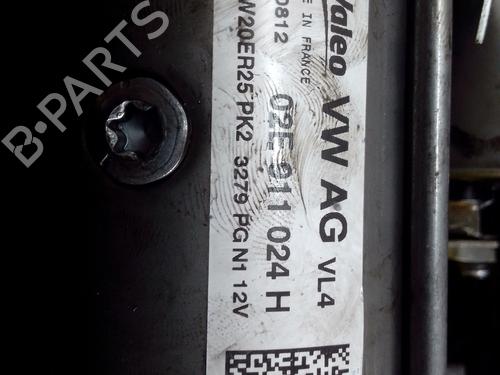 Valeo VW AG VL4
IN FRANCE
0812 02E 911 024 H
W20ER25 PK2 3279 PG N1 12V
B-PARTS